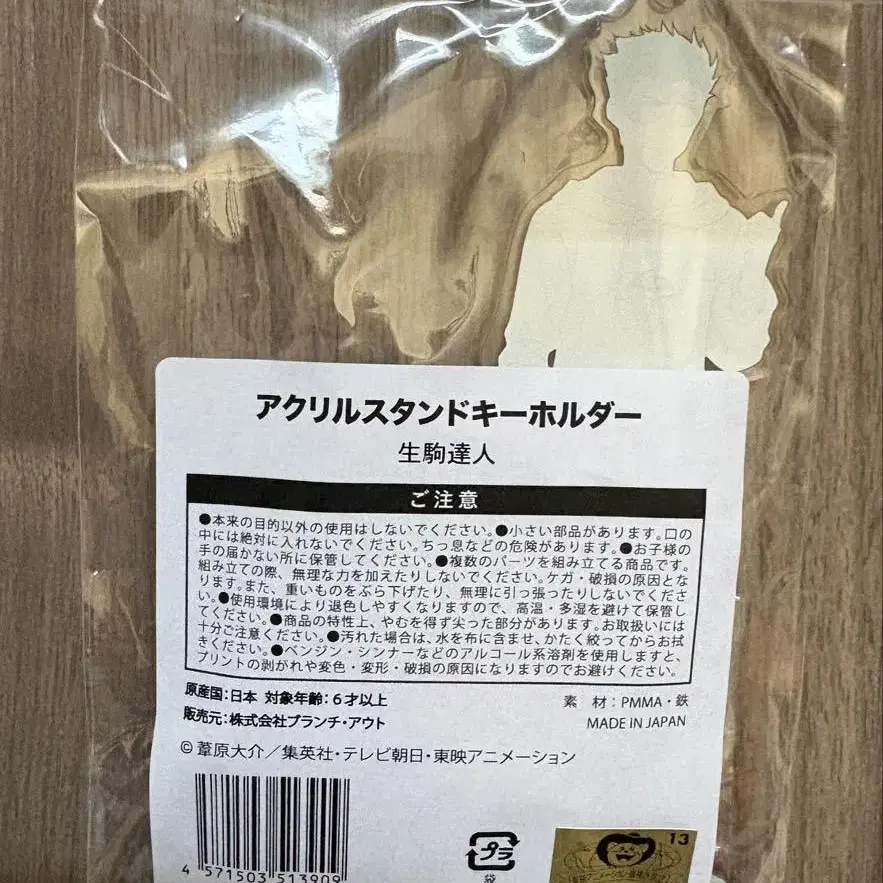 アクリルスタンドキーホルダー
生駒達人
ご注意
●本来の目的以外の使用はしないでください。●小さい部品があります。口の
中には絶対に入れないでください。ちっ息などの危険があります。●お子様の
手の届かない所に保管してください。●複数のパーツを組み立てる商品です。
組み立ての際、無理な力を加えたりしないでください。ケガ・破損の原因とな
ります。また、重いものをぶら下げたり、無理に引っ張ったりしないでくださ
い。●使用環境により退色しやすくなりますので、高温・多湿を避けて保管し
てください。●商品の特性上、やむを得ず尖った部分があります。お取扱いには
十分ご注意ください。●汚れた場合は、水を布に含ませ、かたく絞ってからお拭
きください。●ベンジン・シンナーなどのアルコール系溶剤を使用しますと、
プリントの剥がれや変色・変形・破損の原因になりますのでお避けください。
原産国：日本 対象年齢：6才以上
素 材：PMMA・鉄
販売元：株式会社ブランチ・アウト
MADE IN JAPAN
© 葦原大介／集英社・テレビ朝日・東映アニメーション
4 571503 513909
プラ
袋
13